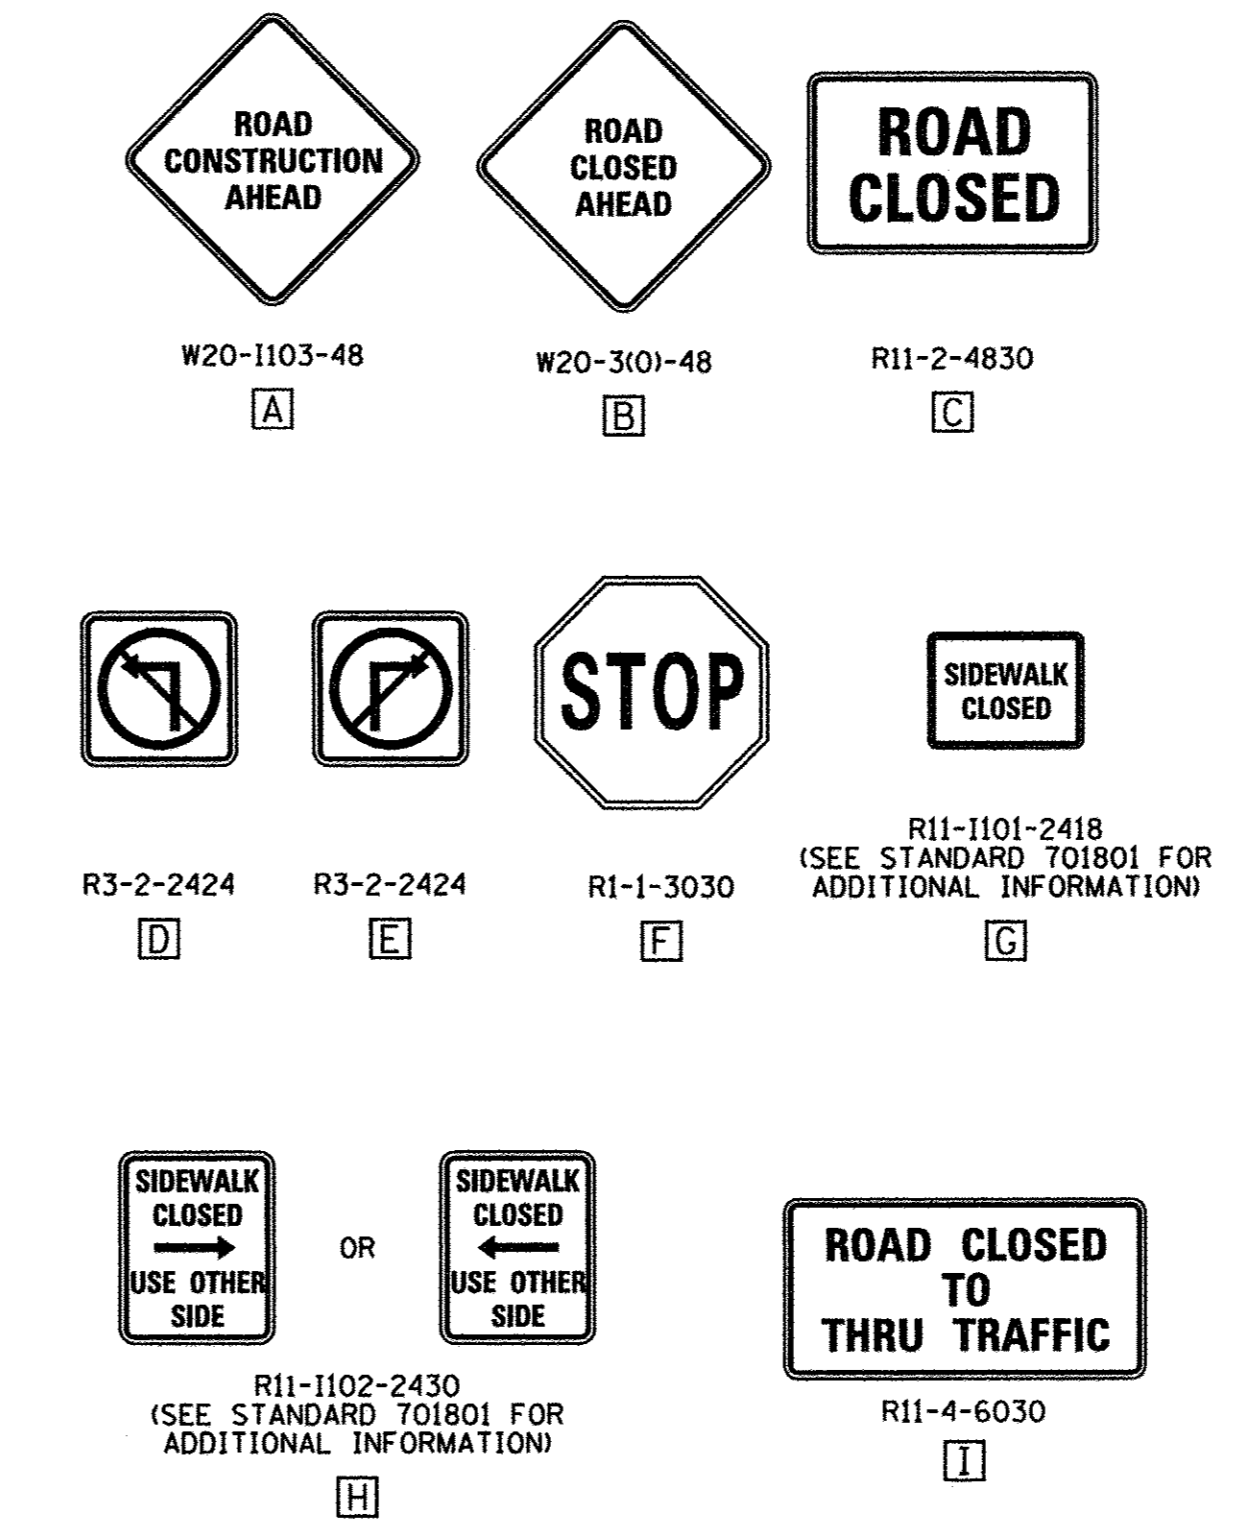 ROAD
CONSTRUCTION
AHEAD
W20-I103-48
A
ROAD
CLOSED
AHEAD
W20-3(0)-48
B
ROAD
CLOSED
R11-2-4830
C
R3-2-2424
D
R3-2-2424
E
STOP
R1-1-3030
F
SIDEWALK
CLOSED
R11-I101-2418
(SEE STANDARD 701801 FOR
ADDITIONAL INFORMATION)
G
SIDEWALK
CLOSED
USE OTHER
SIDE
OR
SIDEWALK
CLOSED
USE OTHER
SIDE
R11-I102-2430
(SEE STANDARD 701801 FOR
ADDITIONAL INFORMATION)
H
ROAD CLOSED
TO
THRU TRAFFIC
R11-4-6030
I